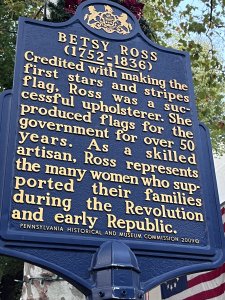 BETSY ROSS
(1752-1836)
Credited with making the
first stars and stripes
flag, Ross was a suc-
cessful upholsterer. She
produced flags for the
government for over 50
years. As a skilled
artisan, Ross represents
the many women who sup-
ported their families
during the Revolution
and early Republic.
PENNSYLVANIA HISTORICAL AND MUSEUM COMMISSION 2009©